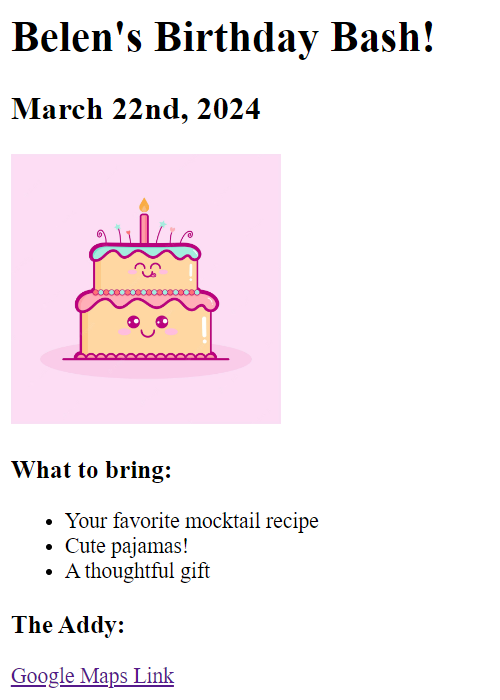 Belen's Birthday Bash!
March 22nd, 2024
What to bring:
Your favorite mocktail recipe
Cute pajamas!
A thoughtful gift
The Addy:
Google Maps Link